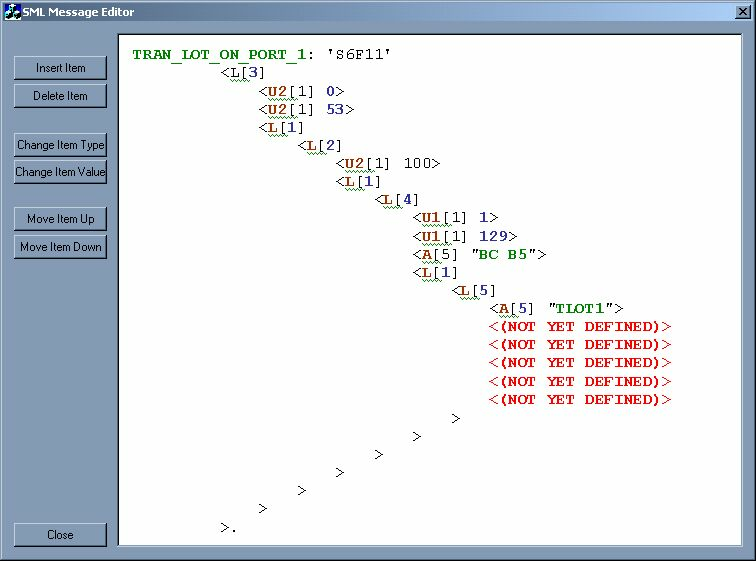 SML Message Editor
Insert Item
Delete Item
Change Item Type
Change Item Value
Move Item Up
Move Item Down
Close
TRAN_LOT_ON_PORT_1: 'S6F11'
<L[3]
<U2[1] 0>
<U2[1] 53>
<L[1]
<L[2]
<U2[1] 100>
<L[1]
<L[4]
<U1[1] 1>
<U1[1] 129>
<A[5] "BC B5">
<L[1]
<L[5]
<A[5] "TLOT1">
<(NOT YET DEFINED)>
<(NOT YET DEFINED)>
<(NOT YET DEFINED)>
<(NOT YET DEFINED)>
<(NOT YET DEFINED)>
>
>
>
>
>
>
>.